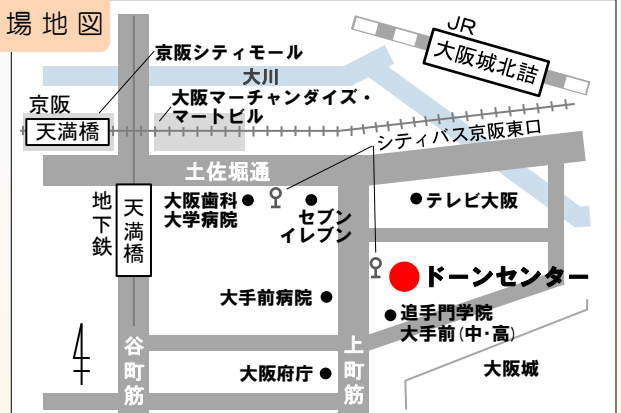 場地図
京阪シティモール
大川
JR
大阪城北詰
京阪
天満橋
大阪マーチャンダイズ・
マートビル
シティバス京阪東口
土佐堀通
地下鉄
天満橋
大阪歯科
大学病院
セブン
イレブン
テレビ大阪
ドーンセンター
大手前病院
追手門学院
大手前(中・高)
谷町筋
上町筋
大阪府庁
大阪城